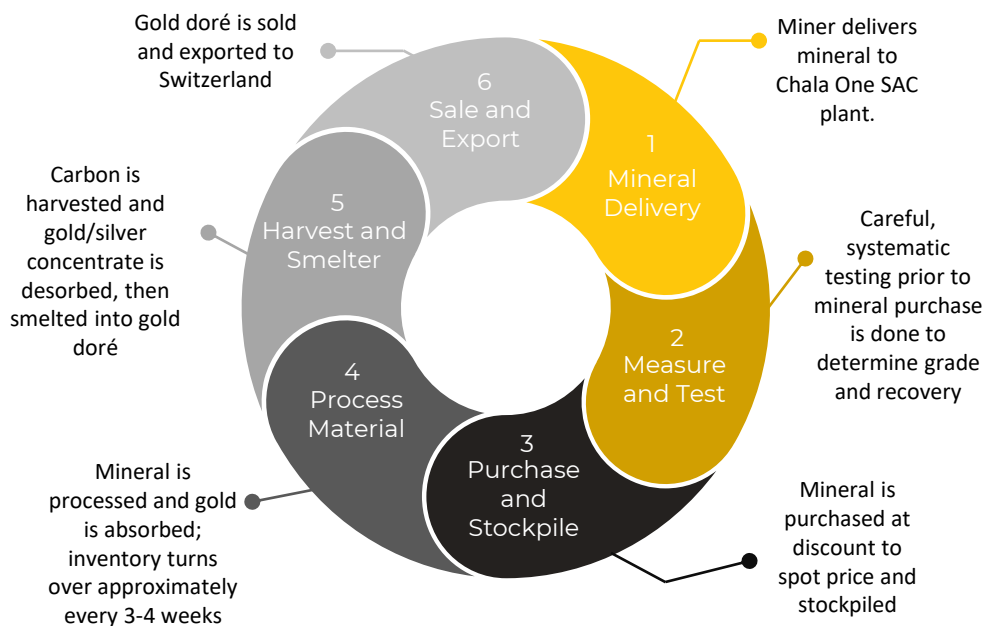 Miner delivers
mineral to
Chala One SAC
plant.
1
Mineral
Delivery
Careful,
systematic
testing prior to
mineral purchase
is done to
determine grade
and recovery
2
Measure
and Test
Mineral is
purchased at
discount to
spot price and
stockpiled
3
Purchase
and
Stockpile
Mineral is
processed and gold
is absorbed;
inventory turns
over approximately
every 3-4 weeks
4
Process
Material
Carbon is
harvested and
gold/silver
concentrate is
desorbed, then
smelted into gold
doré
5
Harvest and
Smelter
Gold doré is sold
and exported to
Switzerland
6
Sale and
Export